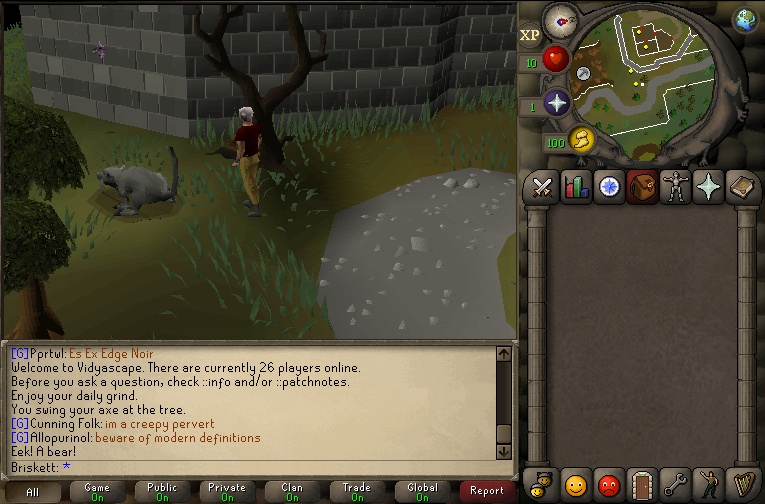 XP
10
1
100
[G]Pprtwl: Es Ex Edge Noir
Welcome to Vidyascape. There are currently 26 players online.
Before you ask a question, check ::info and/or ::patchnotes.
Enjoy your daily grind.
You swing your axe at the tree.
[G]Cunning Folk: im a creepy pervert
[G]Allopurinol: beware of modern definitions
Eek! A bear!
Briskett: *
All
Game On
Public On
Private On
Clan On
Trade On
Global On
Report